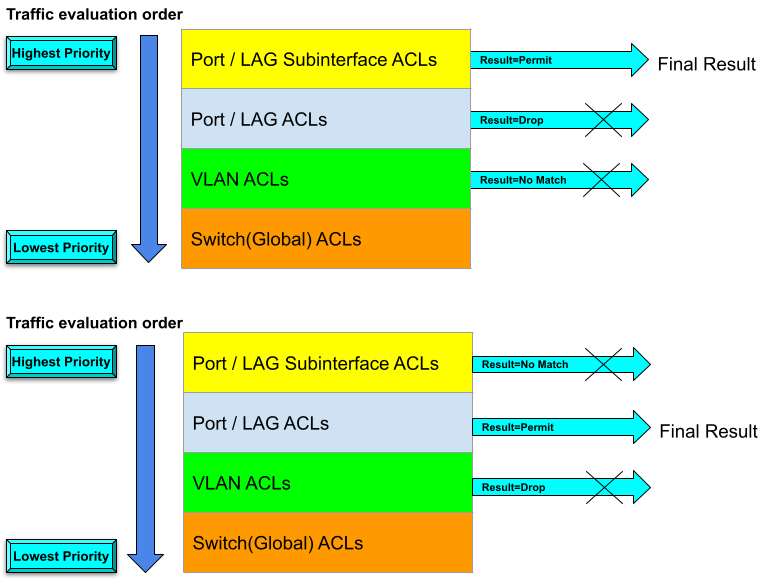 Traffic evaluation order
Highest Priority
Port / LAG Subinterface ACLs
Result=Permit
Final Result
Port / LAG ACLs
Result=Drop
VLAN ACLs
Result=No Match
Lowest Priority
Switch(Global) ACLs
Traffic evaluation order
Highest Priority
Port / LAG Subinterface ACLs
Result=No Match
Port / LAG ACLs
Result=Permit
Final Result
VLAN ACLs
Result=Drop
Switch(Global) ACLs
Lowest Priority